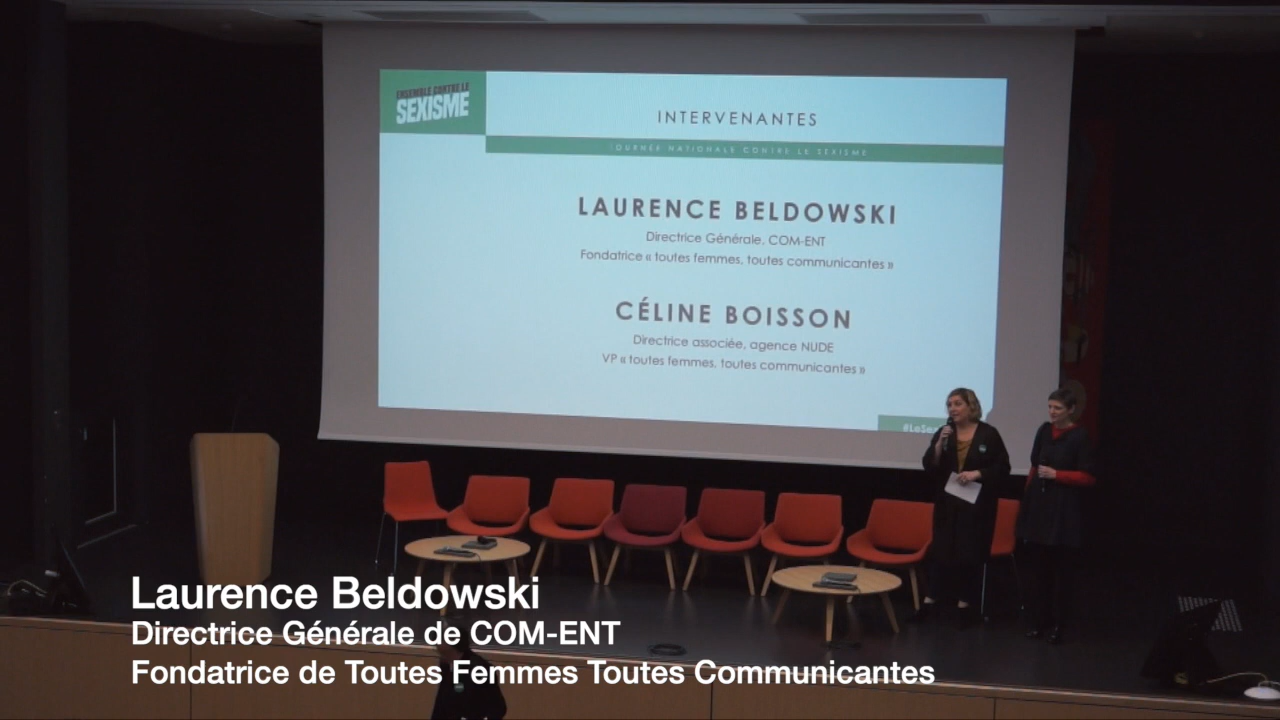 ENSEMBLE CONTRE LE
SEXISME
INTERVENANTES
JOURNÉE NATIONALE CONTRE LE SEXISME
LAURENCE BELDOWSKI
Directrice Générale, COM-ENT
Fondatrice « toutes femmes, toutes communicantes »
CÉLINE BOISSON
Directrice associée, agence NUDE
VP « toutes femmes, toutes communicantes »
Laurence Beldowski
Directrice Générale de COM-ENT
Fondatrice de Toutes Femmes Toutes Communicantes